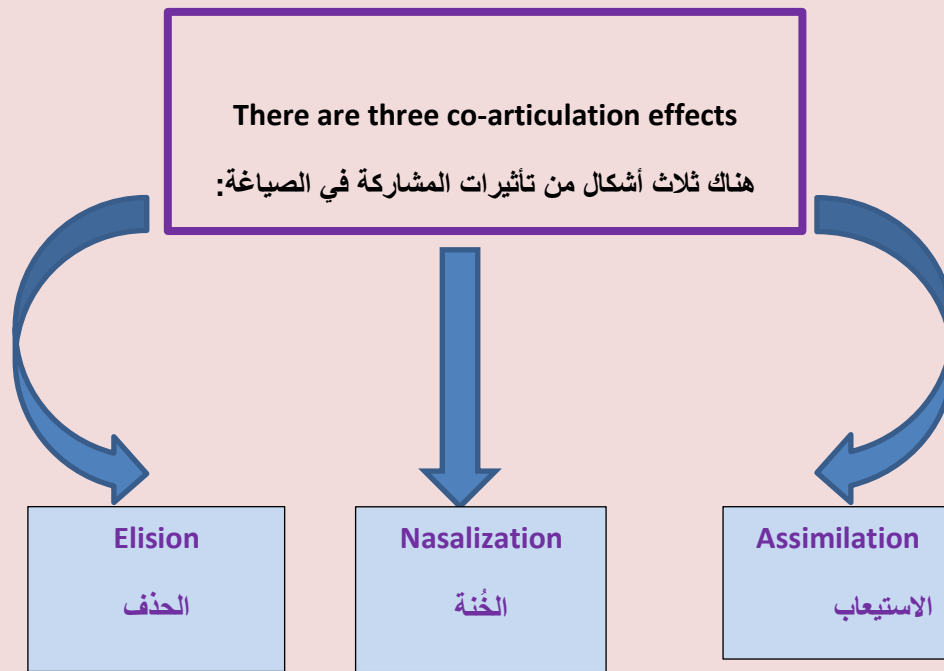 There are three co-articulation effects
هناك ثلاث أشكال من تأثيرات المشاركة في الصياغة:
Elision
الحذف
Nasalization
الخُنة
Assimilation
الاستيعاب